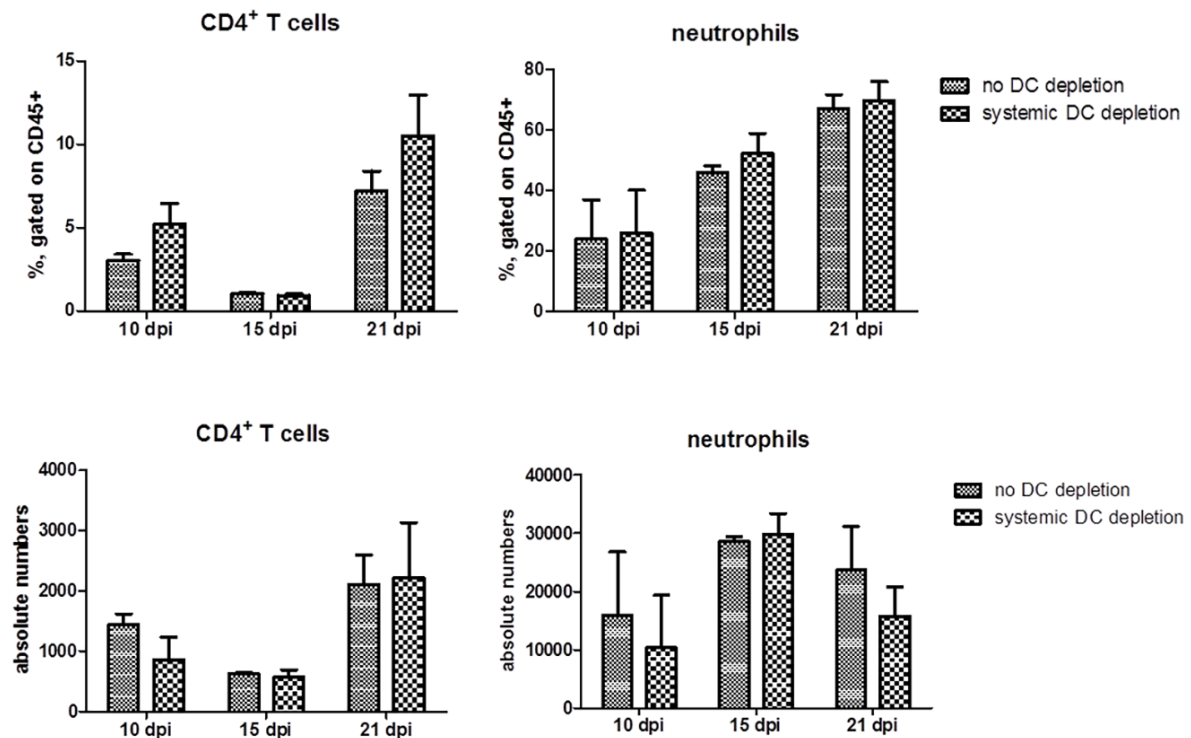 CD4⁺ T cells
%, gated on CD45+
15
10
5
0
10 dpi 15 dpi 21 dpi
neutrophils
%, gated on CD45+
80
60
40
20
0
10 dpi 15 dpi 21 dpi
no DC depletion
systemic DC depletion
CD4⁺ T cells
absolute numbers
4000
3000
2000
1000
0
10 dpi 15 dpi 21 dpi
neutrophils
absolute numbers
40000
30000
20000
10000
0
10 dpi 15 dpi 21 dpi
no DC depletion
systemic DC depletion